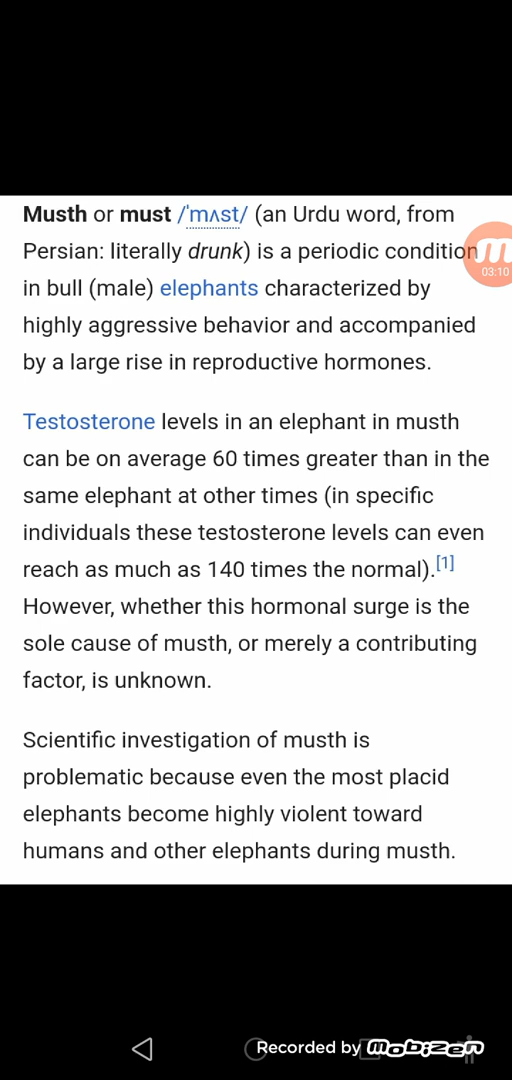 Musth or must /ˈmʌst/ (an Urdu word, from
Persian: literally drunk) is a periodic condition
03:10
in bull (male) elephants characterized by
highly aggressive behavior and accompanied
by a large rise in reproductive hormones.
Testosterone levels in an elephant in musth
can be on average 60 times greater than in the
same elephant at other times (in specific
individuals these testosterone levels can even
reach as much as 140 times the normal).[1]
However, whether this hormonal surge is the
sole cause of musth, or merely a contributing
factor, is unknown.
Scientific investigation of musth is
problematic because even the most placid
elephants become highly violent toward
humans and other elephants during musth.
Recorded by mobizen